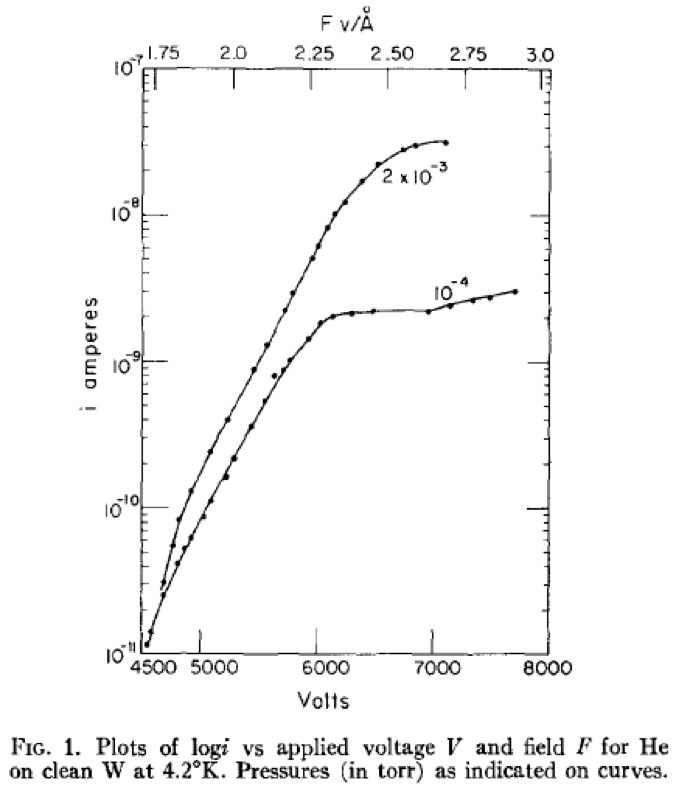 F v/Å
1.75 2.0 2.25 2.50 2.75 3.0
10⁻⁷
2 x 10⁻³
10⁻⁸
10⁻⁴
i amperes
10⁻⁹
10⁻¹⁰
10⁻¹¹
4500 5000 6000 7000 8000
Volts
FIG. 1. Plots of logi vs applied voltage V and field F for He
on clean W at 4.2°K. Pressures (in torr) as indicated on curves.